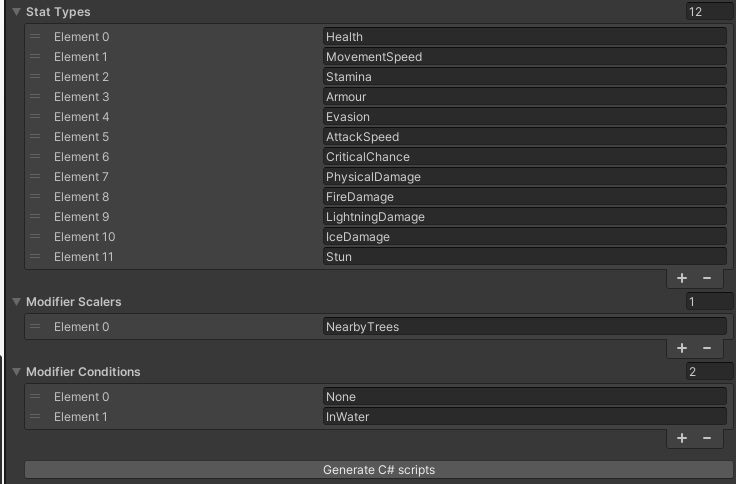 Stat Types 12
Element 0 Health
Element 1 MovementSpeed
Element 2 Stamina
Element 3 Armour
Element 4 Evasion
Element 5 AttackSpeed
Element 6 CriticalChance
Element 7 PhysicalDamage
Element 8 FireDamage
Element 9 LightningDamage
Element 10 IceDamage
Element 11 Stun
+ −
Modifier Scalers 1
Element 0 NearbyTrees
+ −
Modifier Conditions 2
Element 0 None
Element 1 InWater
+ −
Generate C# scripts